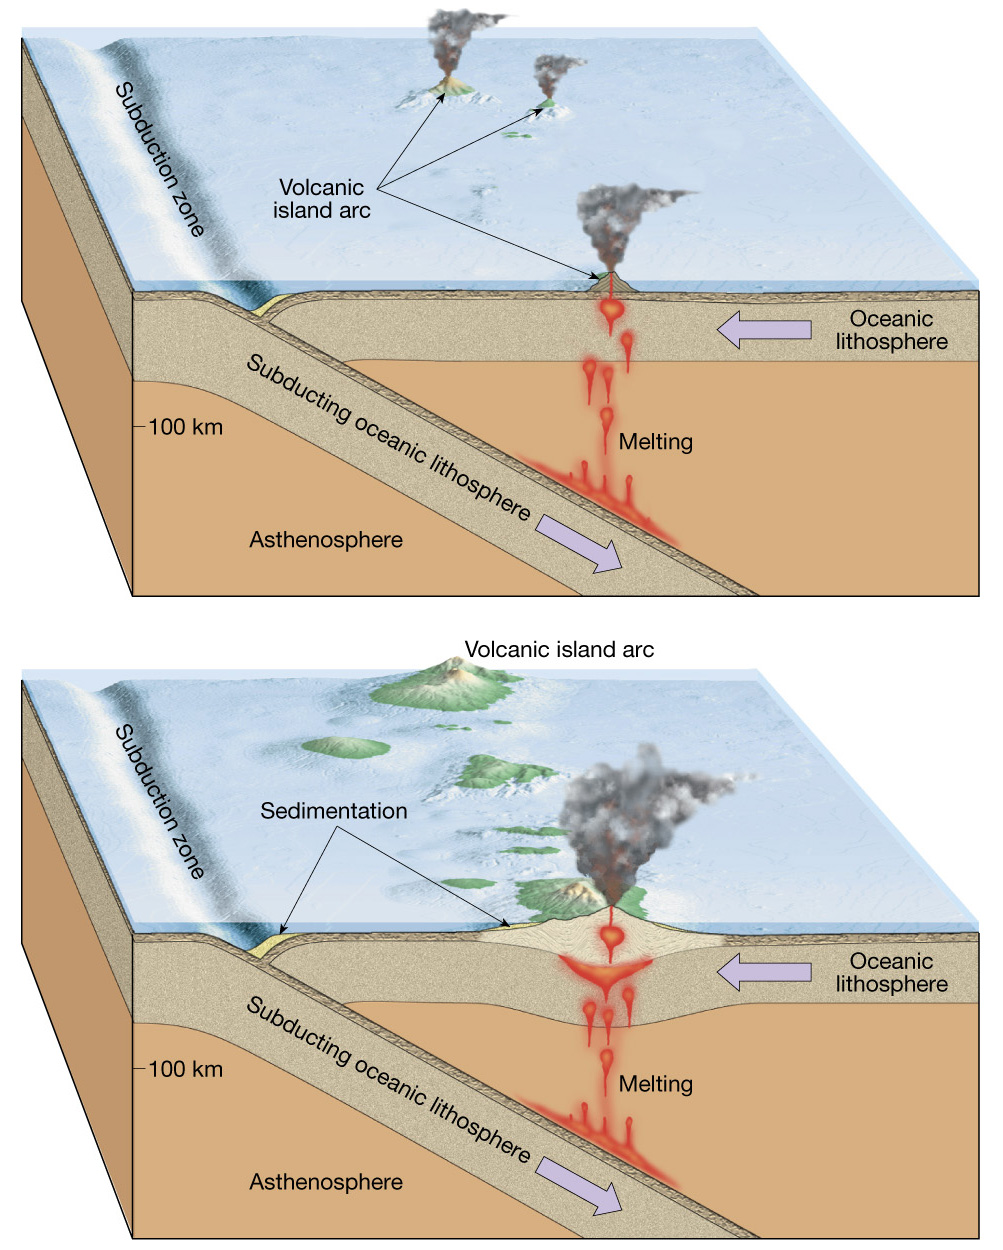 Subduction zone
Volcanic
island arc
Oceanic
lithosphere
Subducting oceanic lithosphere
100 km
Melting
Asthenosphere
Volcanic island arc
Subduction zone
Sedimentation
Oceanic
lithosphere
Subducting oceanic lithosphere
100 km
Melting
Asthenosphere